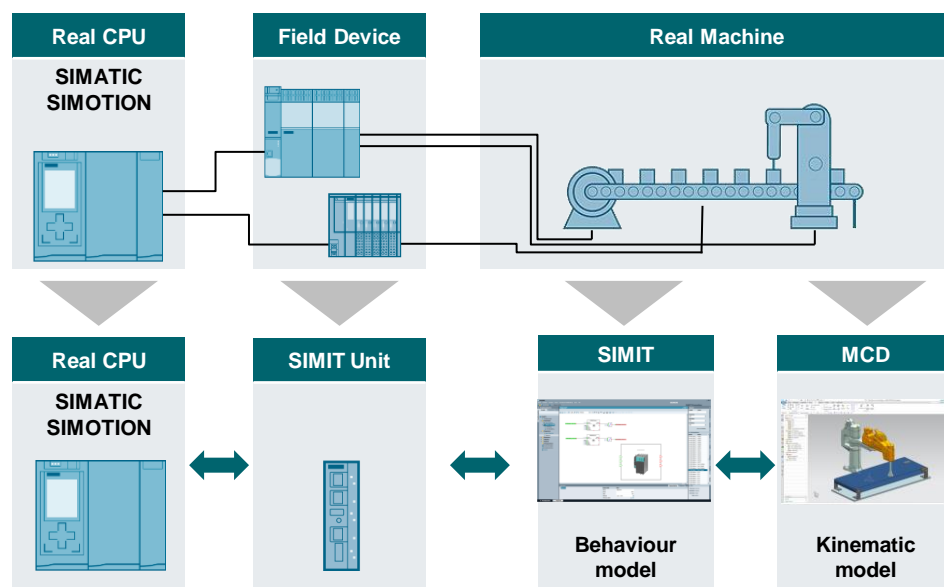 Real CPU
Field Device
Real Machine
SIMATIC
SIMOTION
Real CPU
SIMIT Unit
SIMIT
MCD
SIMATIC
SIMOTION
Behaviour
model
Kinematic
model